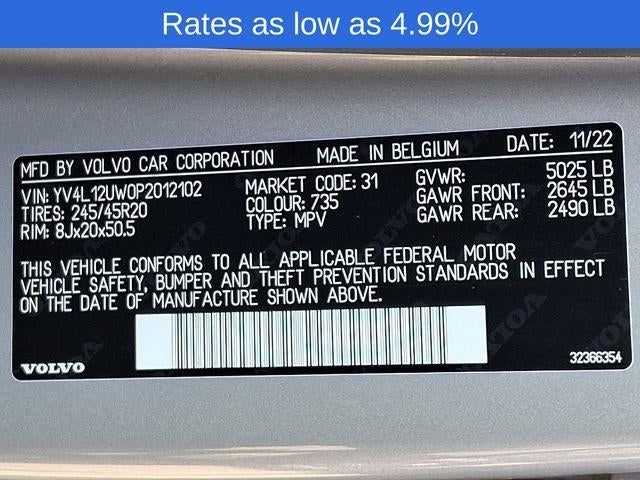 Rates as low as 4.99%
MFD BY VOLVO CAR CORPORATION MADE IN BELGIUM DATE: 11/22
VIN: YV4L12UW0P2012102 MARKET CODE: 31 GVWR: 5025 LB
TIRES: 245/45R20 COLOUR: 735 GAWR FRONT: 2645 LB
RIM: 8Jx20x50.5 TYPE: MPV GAWR REAR: 2490 LB
THIS VEHICLE CONFORMS TO ALL APPLICABLE FEDERAL MOTOR
VEHICLE SAFETY, BUMPER AND THEFT PREVENTION STANDARDS IN EFFECT
ON THE DATE OF MANUFACTURE SHOWN ABOVE.
VOLVO 32366354